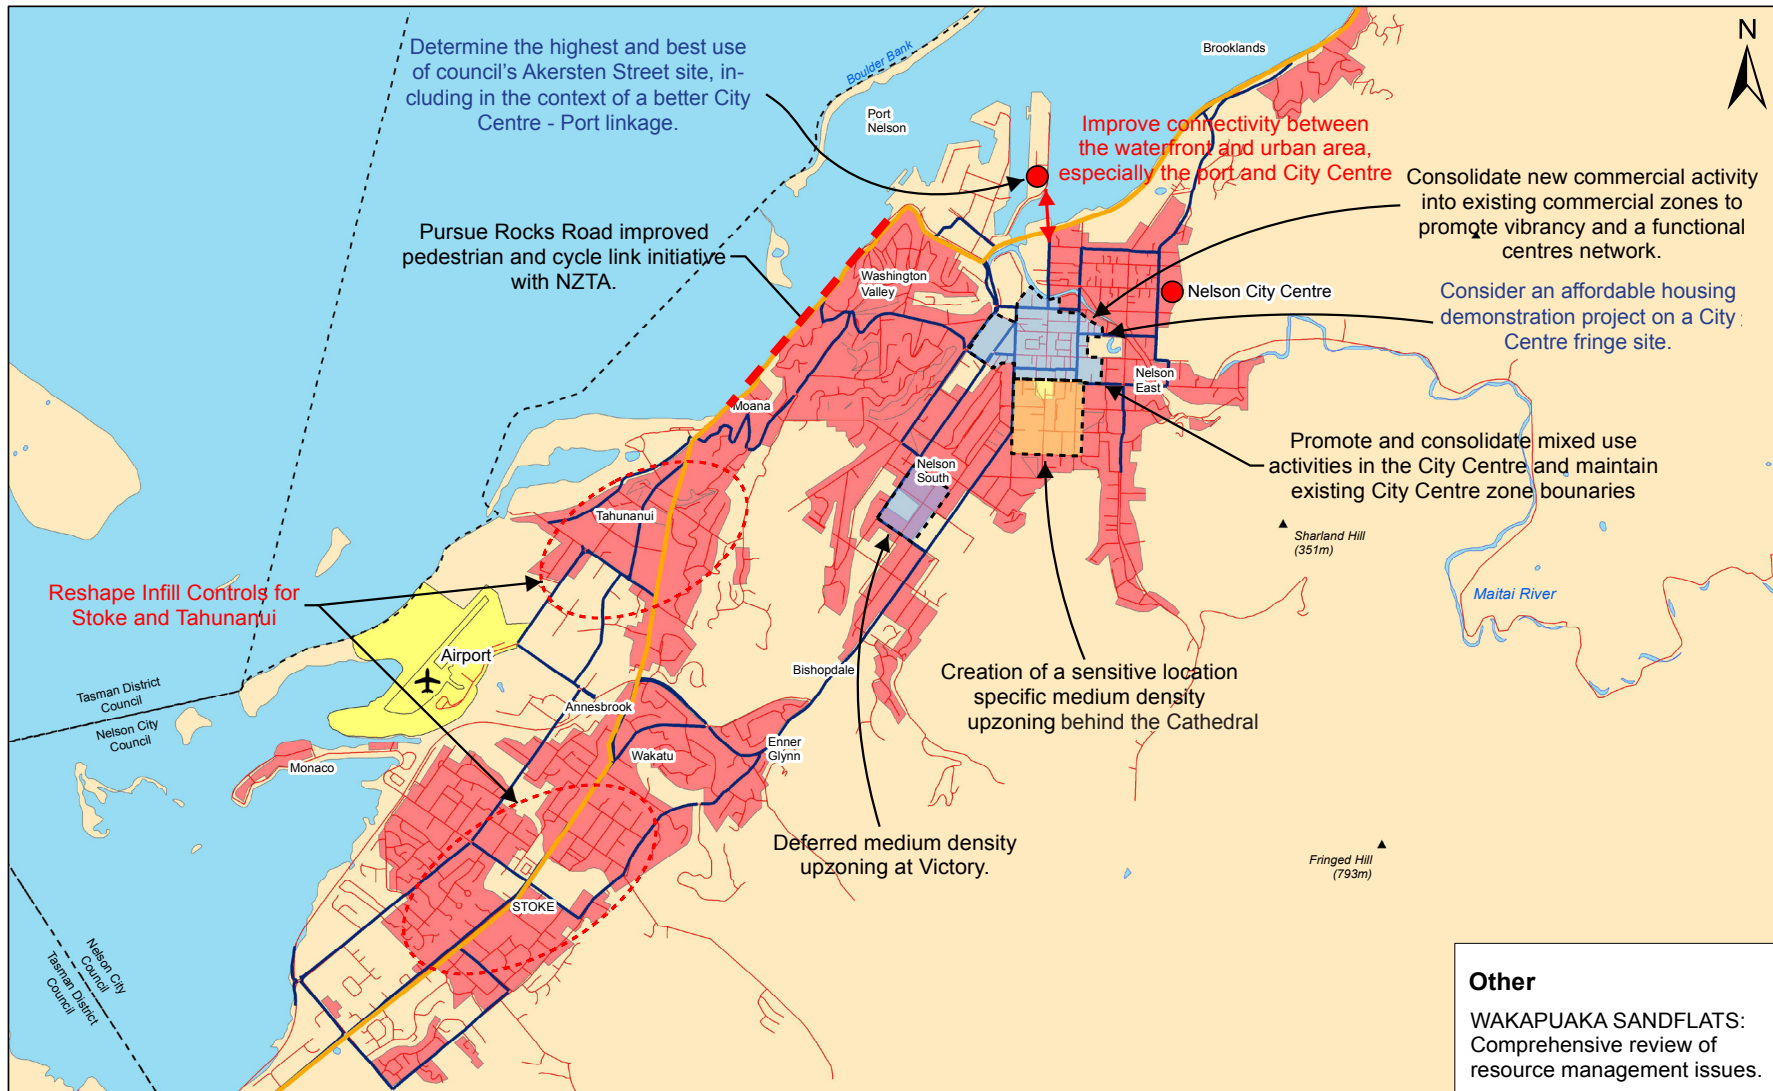 Determine the highest and best use
of council's Akersten Street site, in-
cluding in the context of a better City
Centre - Port linkage.
Boulder Bank
Port
Nelson
Brooklands
N
Improve connectivity between
the waterfront and urban area,
especially the port and City Centre
Consolidate new commercial activity
into existing commercial zones to
promote vibrancy and a functional
centres network.
Pursue Rocks Road improved
pedestrian and cycle link initiative
with NZTA.
Washington
Valley
Nelson City Centre
Consider an affordable housing
demonstration project on a City
Centre fringe site.
Nelson
East
Moana
Promote and consolidate mixed use
activities in the City Centre and maintain
existing City Centre zone bounaries
Nelson
South
Tahunanui
Sharland Hill
(351m)
Reshape Infill Controls for
Stoke and Tahunanui
Maitai River
Airport
Bishopdale
Creation of a sensitive location
specific medium density
upzoning behind the Cathedral
Tasman District
Council
Nelson City
Council
Annesbrook
Enner
Glynn
Wakatu
Monaco
Deferred medium density
upzoning at Victory.
Fringed Hill
(793m)
STOKE
Nelson City
Council
Tasman District
Council
Other
WAKAPUAKA SANDFLATS:
Comprehensive review of
resource management issues.